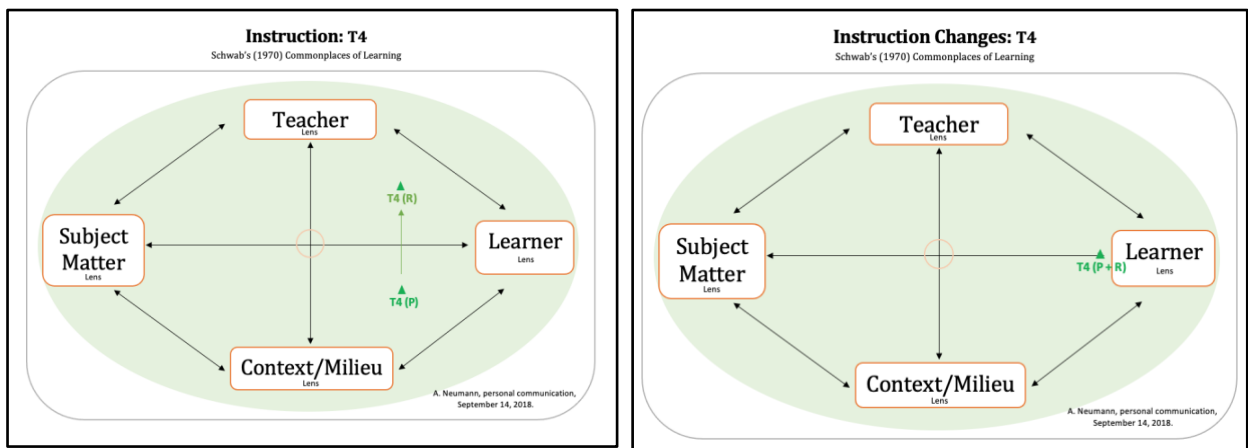 Instruction: T4
Schwab's (1970) Commonplaces of Learning
Teacher
Lens
T4 (R)
Subject
Matter
Lens
Learner
Lens
T4 (P)
Context/Milieu
Lens
A. Neumann, personal communication,
September 14, 2018.
Instruction Changes: T4
Schwab's (1970) Commonplaces of Learning
Teacher
Lens
Subject
Matter
Lens
Learner
Lens
T4 (P + R)
Context/Milieu
Lens
A. Neumann, personal communication,
September 14, 2018.